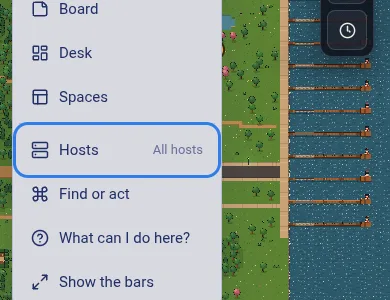 Board
Desk
Spaces
Hosts All hosts
Find or act
What can I do here?
Show the bars